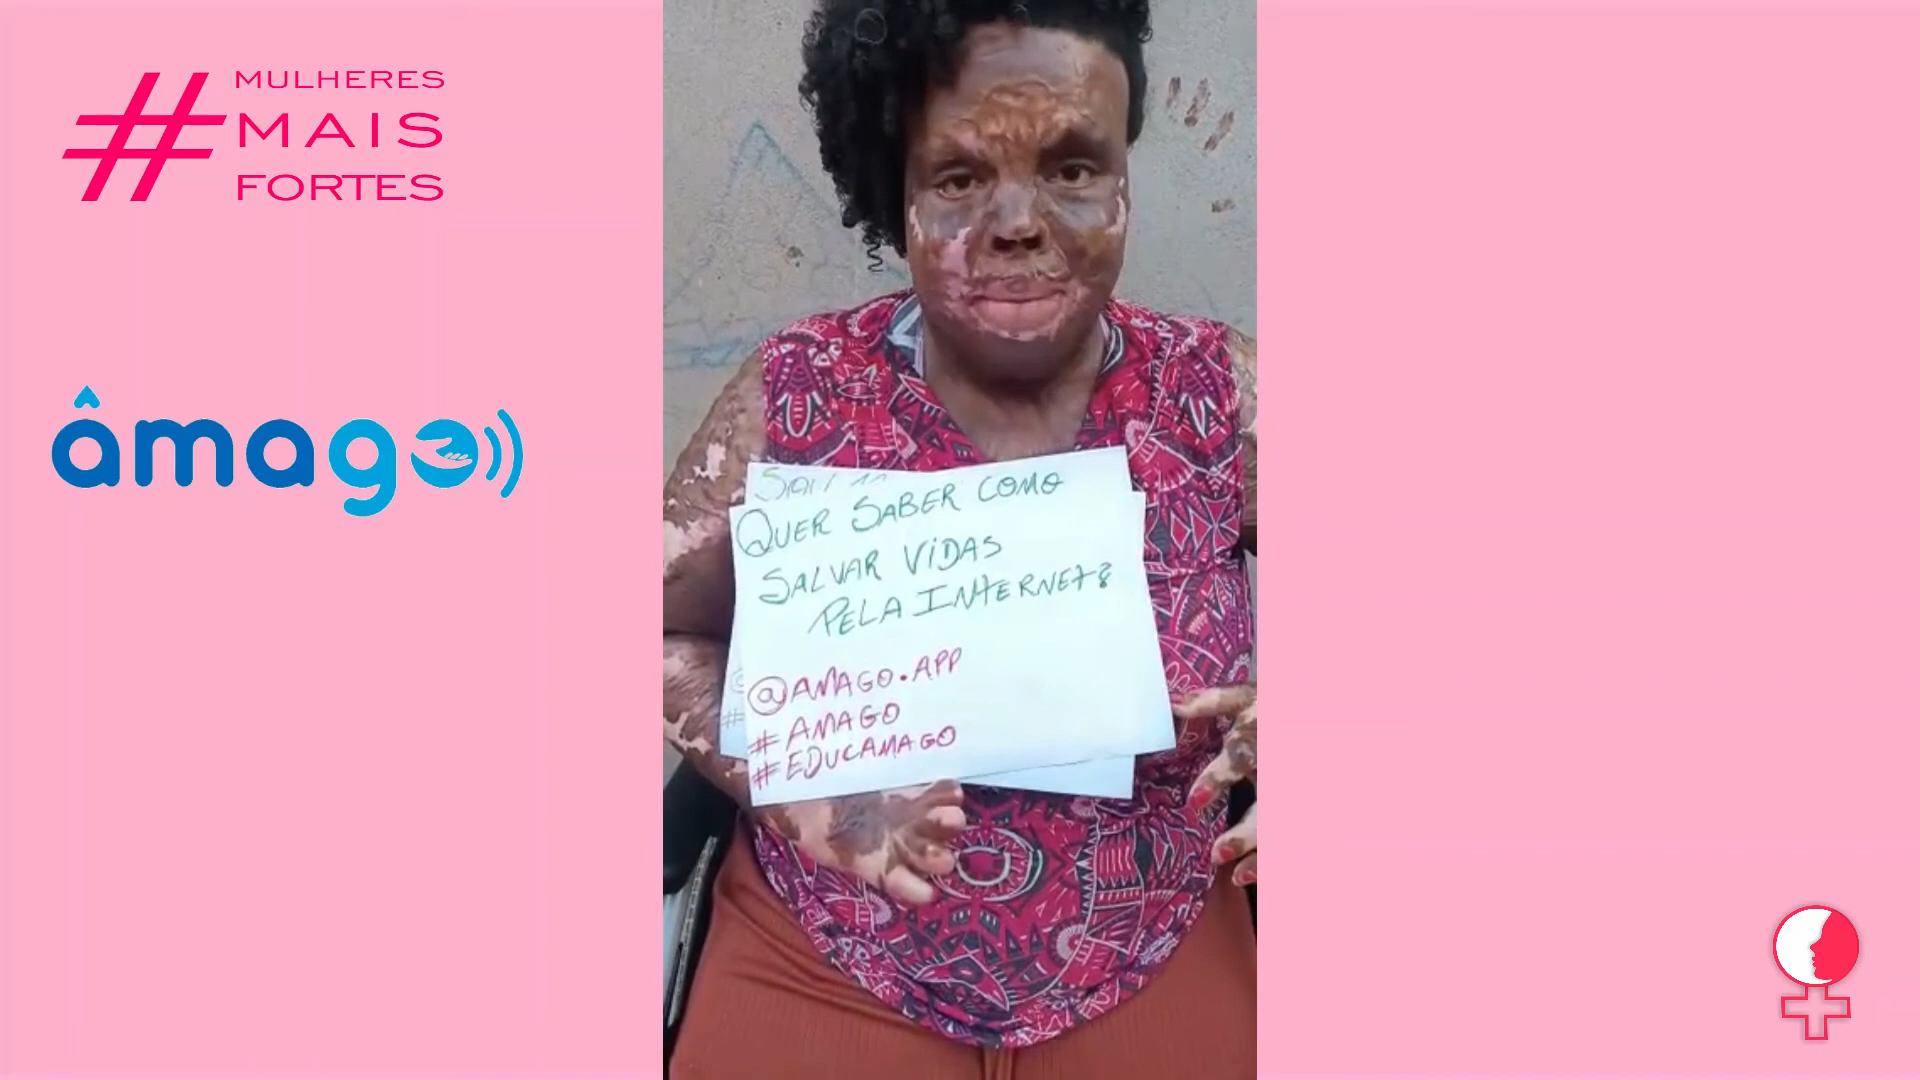 #
MULHERES
MAIS
FORTES
âmago
QUER SABER COMO
SALVAR VIDAS
PELA INTERNET?
@AMAGO.APP
#AMAGO
#EDUCAMAGO